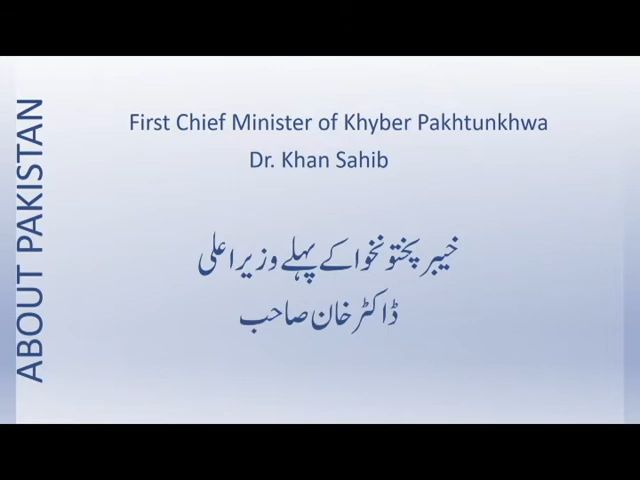 ABOUT PAKISTAN
First Chief Minister of Khyber Pakhtunkhwa
Dr. Khan Sahib
خیبر پختونخوا کے پہلے وزیر اعلی
ڈاکٹر خان صاحب